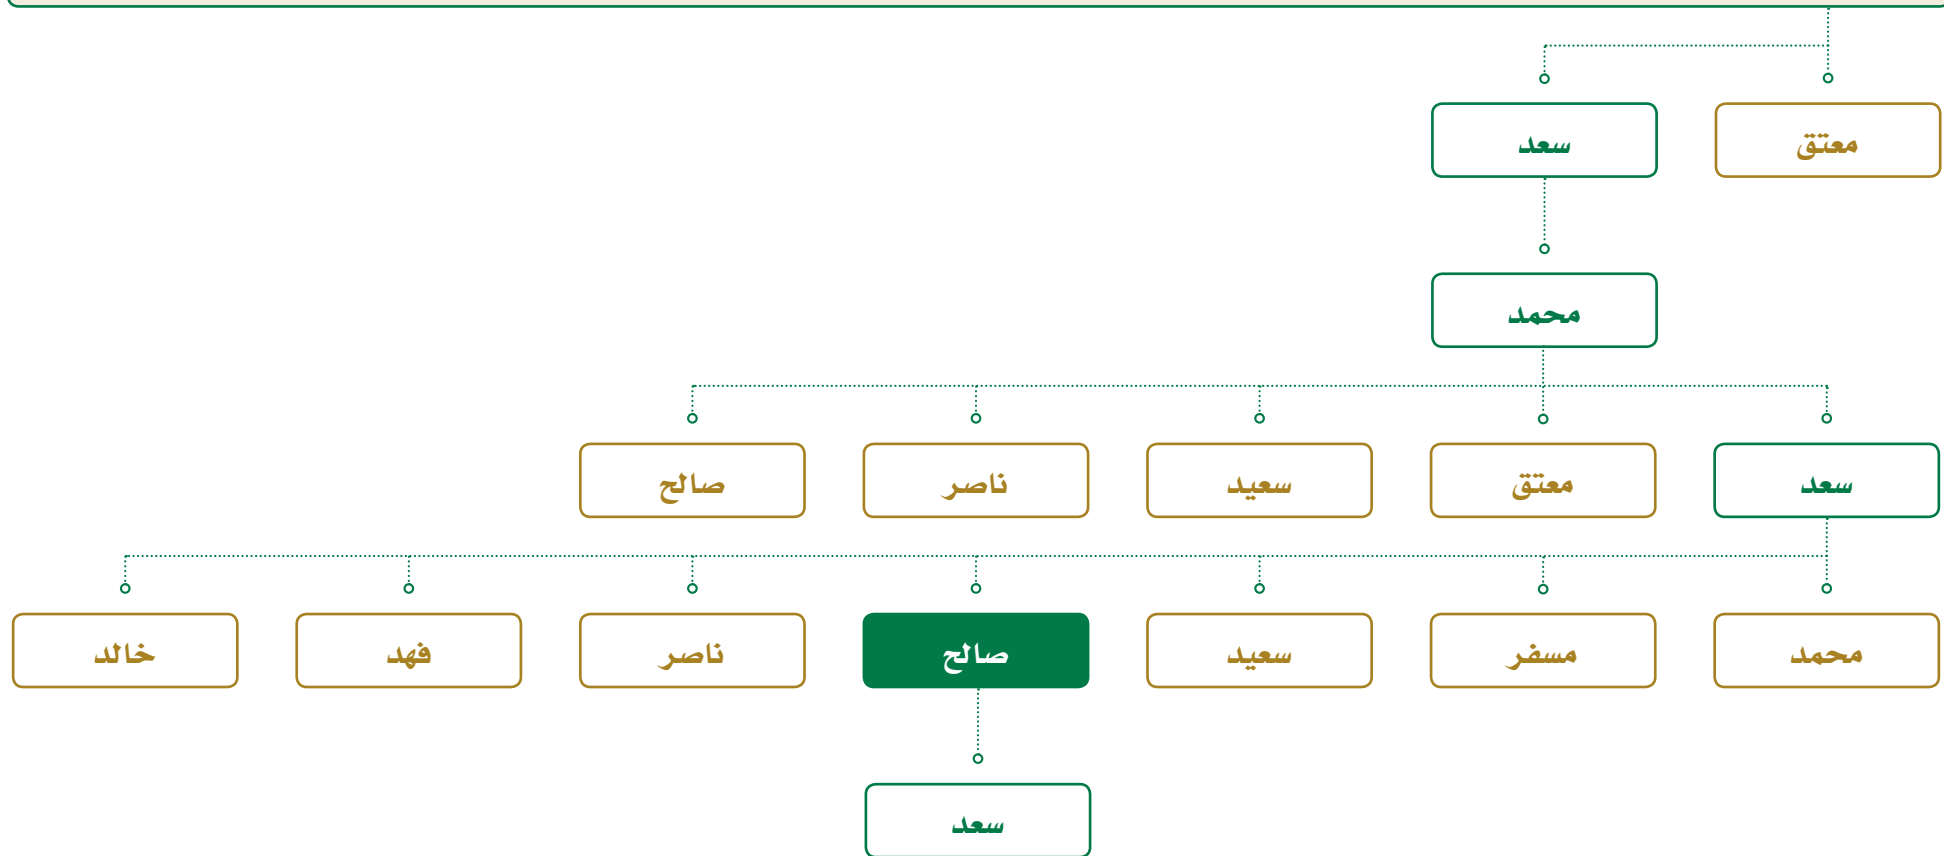 معتق سعد
محمد
سعد معتق سعيد ناصر صالح
محمد مسفر سعيد صالح ناصر فهد خالد
سعد